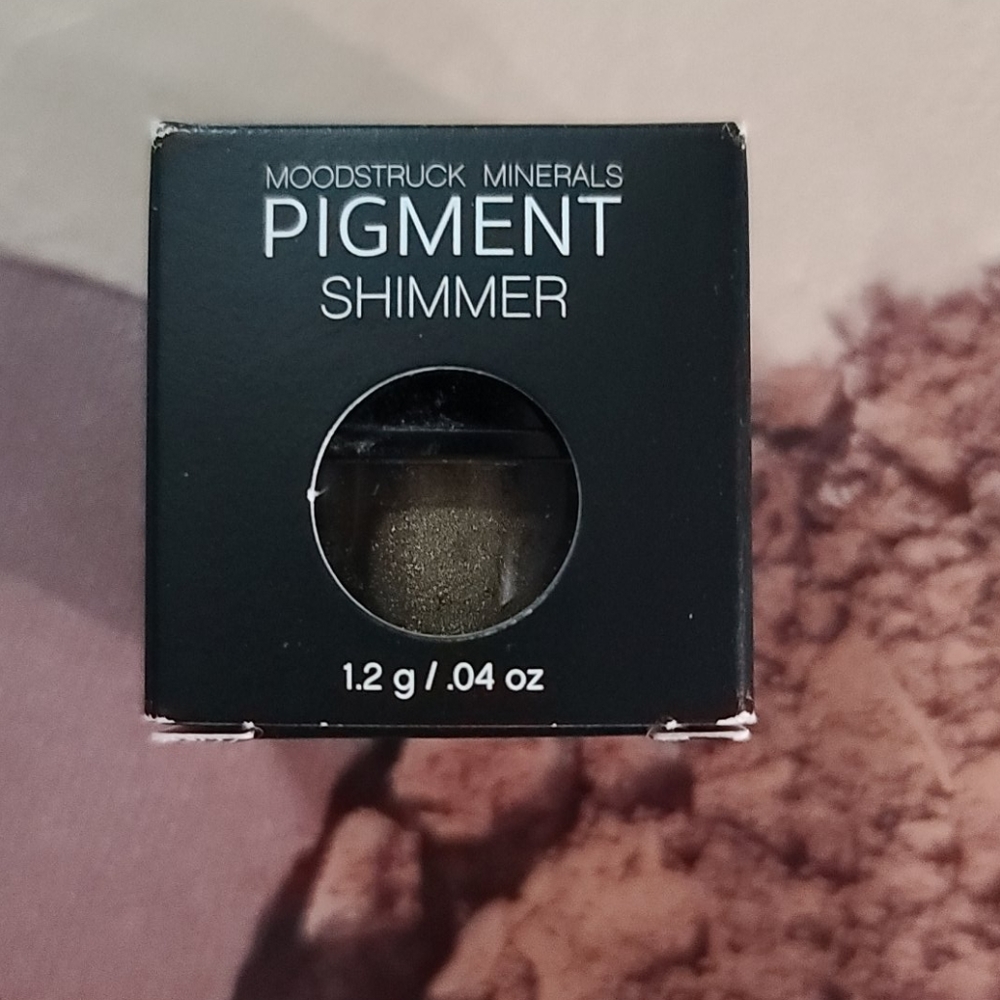 MOODSTRUCK MINERALS
PIGMENT
SHIMMER
1.2 g / .04 oz